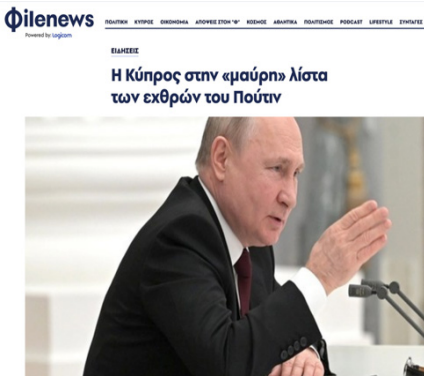 Φilenews
Powered by Logicom
ΠΟΛΙΤΙΚΗ ΚΥΠΡΟΣ ΟΙΚΟΝΟΜΙΑ ΑΠΟΨΕΙΣ ΣΤΟΝ "Φ" ΚΟΣΜΟΣ ΑΘΛΗΤΙΚΑ ΠΟΛΙΤΙΣΜΟΣ PODCAST LIFESTYLE ΣΥΝΤΑΓΕΣ
ΕΙΔΗΣΕΙΣ
Η Κύπρος στην «μαύρη» λίστα
των εχθρών του Πούτιν